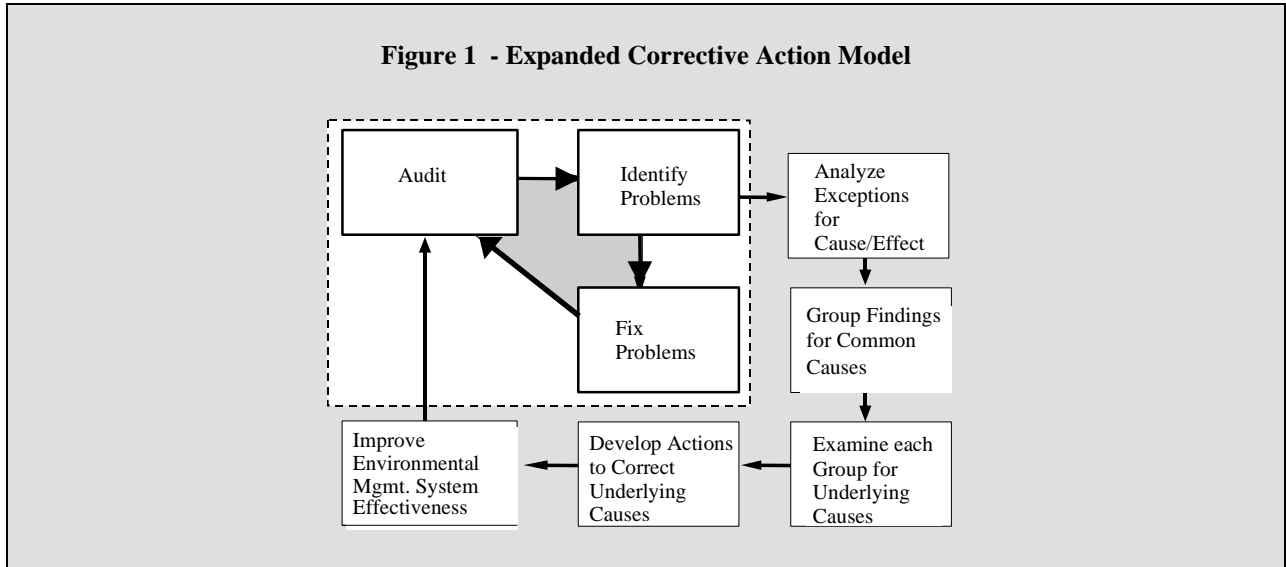 Figure 1 - Expanded Corrective Action Model
Audit
Identify
Problems
Analyze
Exceptions
for
Cause/Effect
Fix
Problems
Group Findings
for Common
Causes
Improve
Environmental
Mgmt. System
Effectiveness
Develop Actions
to Correct
Underlying
Causes
Examine each
Group for
Underlying
Causes